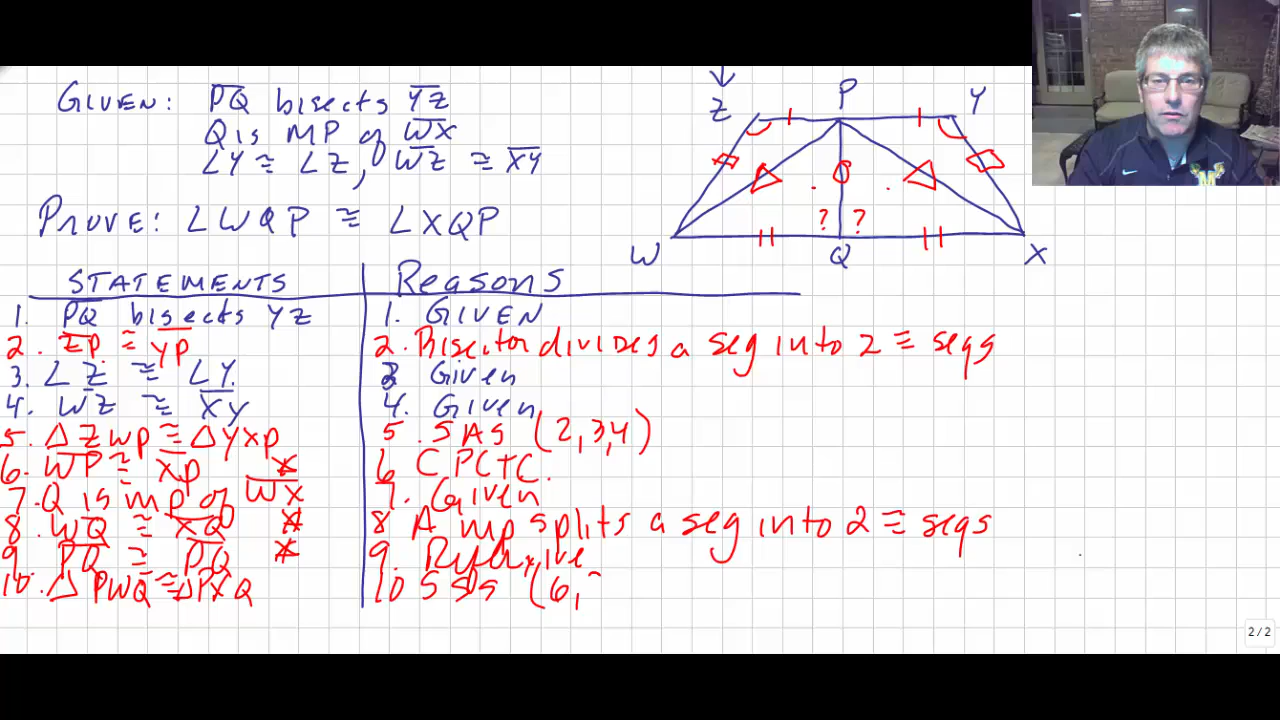 GIVEN: PQ bisects YZ
Q is MP of WX
∠Y ≅ ∠Z, WZ ≅ XY
PROVE: ∠WQP ≅ ∠XQP
Z P Y
? ?
W Q X
STATEMENTS Reasons
1. PQ bisects YZ 1. GIVEN
2. ZP ≅ YP 2. Bisector divides a seg into 2 ≅ segs
3. ∠Z ≅ ∠Y. 3 Given
4. WZ ≅ XY 4. Given
5. △ZWP ≅ △YXP 5. SAS (2,3,4)
6. WP ≅ XP * 6 CPCTC.
7. Q is mp of WX 7. Given
8. WQ ≅ XQ * 8 A mp splits a seg into 2 ≅ segs
9. PQ ≅ PQ * 9. Reflexive
10. △PWQ ≅ △PXQ 10 SSS (6,
2/2